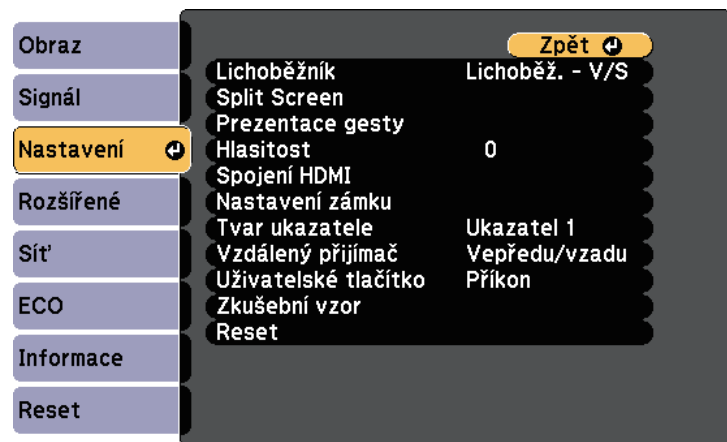 Obraz
Signál
Nastavení
Rozšířené
Síť
ECO
Informace
Reset
Zpět
Lichoběžník Lichoběž. - V/S
Split Screen
Prezentace gesty
Hlasitost 0
Spojení HDMI
Nastavení zámku
Tvar ukazatele Ukazatel 1
Vzdálený přijímač Vepředu/vzadu
Uživatelské tlačítko Příkon
Zkušební vzor
Reset